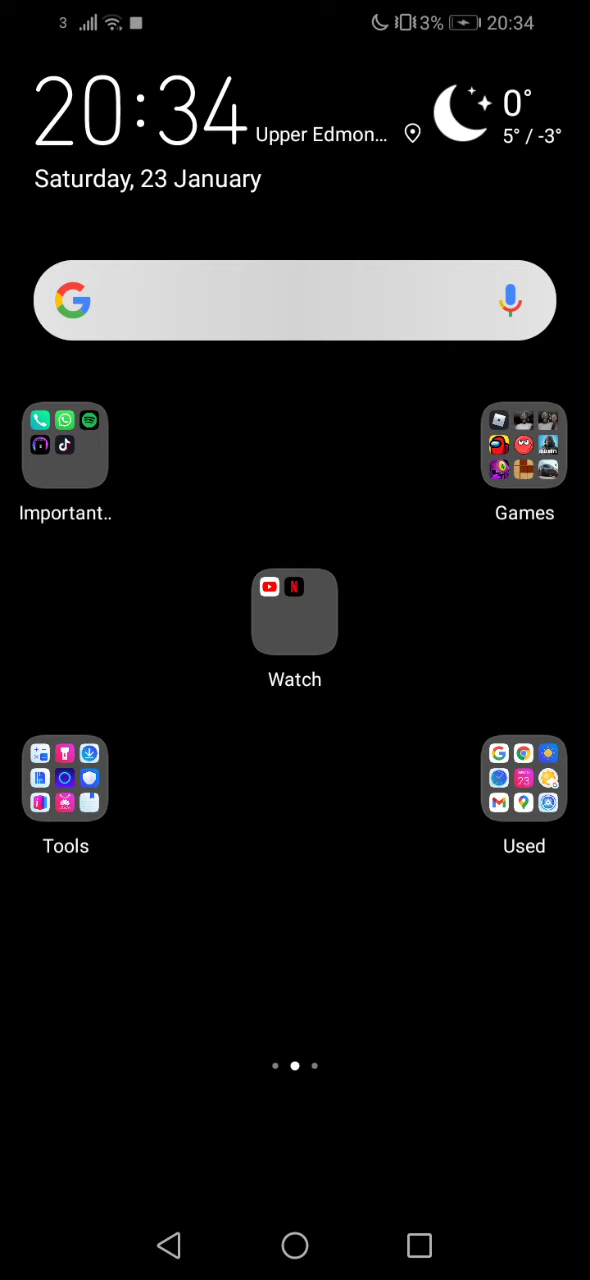 3 3% 20:34
20:34 Upper Edmon... 0°
5° / -3°
Saturday, 23 January
Important..
Games
Watch
Tools
Used